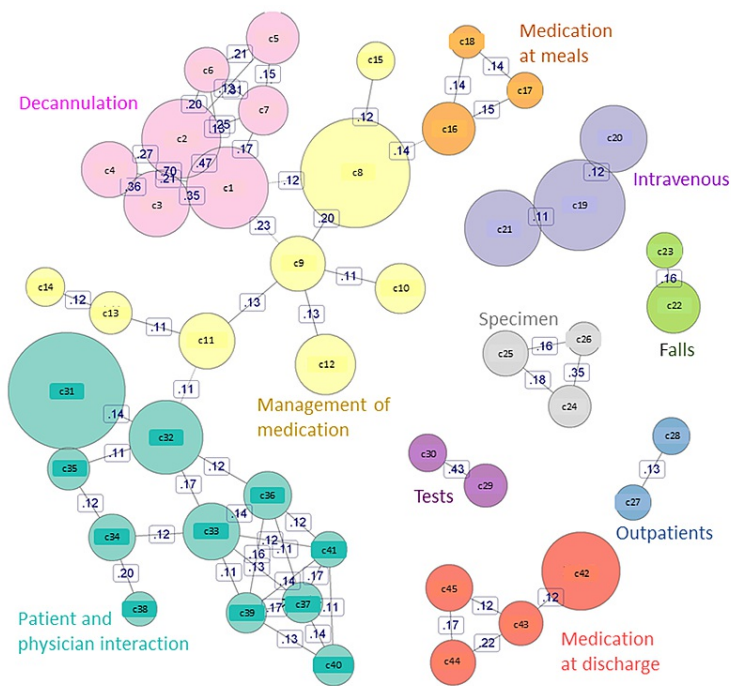 c5
c18
Medication
at meals
.21
c6
c15
.14
.15
c17
Decannulation
.20
c7
.14
.15
.25
.12
c16
c20
c2
.17
.14
c4
.27
.70
.47
c8
.12
Intravenous
.21
c1
.12
.36
.35
c3
.20
c19
.11
c21
.23
c9
c23
.11
.16
c14
c10
.12
c13
.13
.13
c22
.11
Specimen
c26
.16
c11
c25
Falls
c12
.35
.11
.18
c31
Management of
medication
c24
.14
c32
c28
.11
c30
c35
.12
.43
.13
.17
c36
c29
Tests
c27
.12
.14
.12
c33
Outpatients
c34
.12
.12
.11
c41
.16
.13
.20
.11
.14
.17
c42
c45
c37
.12
.12
c38
c39
.17
.11
Patient and
physician interaction
.17
c43
.13
.14
.22
Medication
at discharge
c40
c44